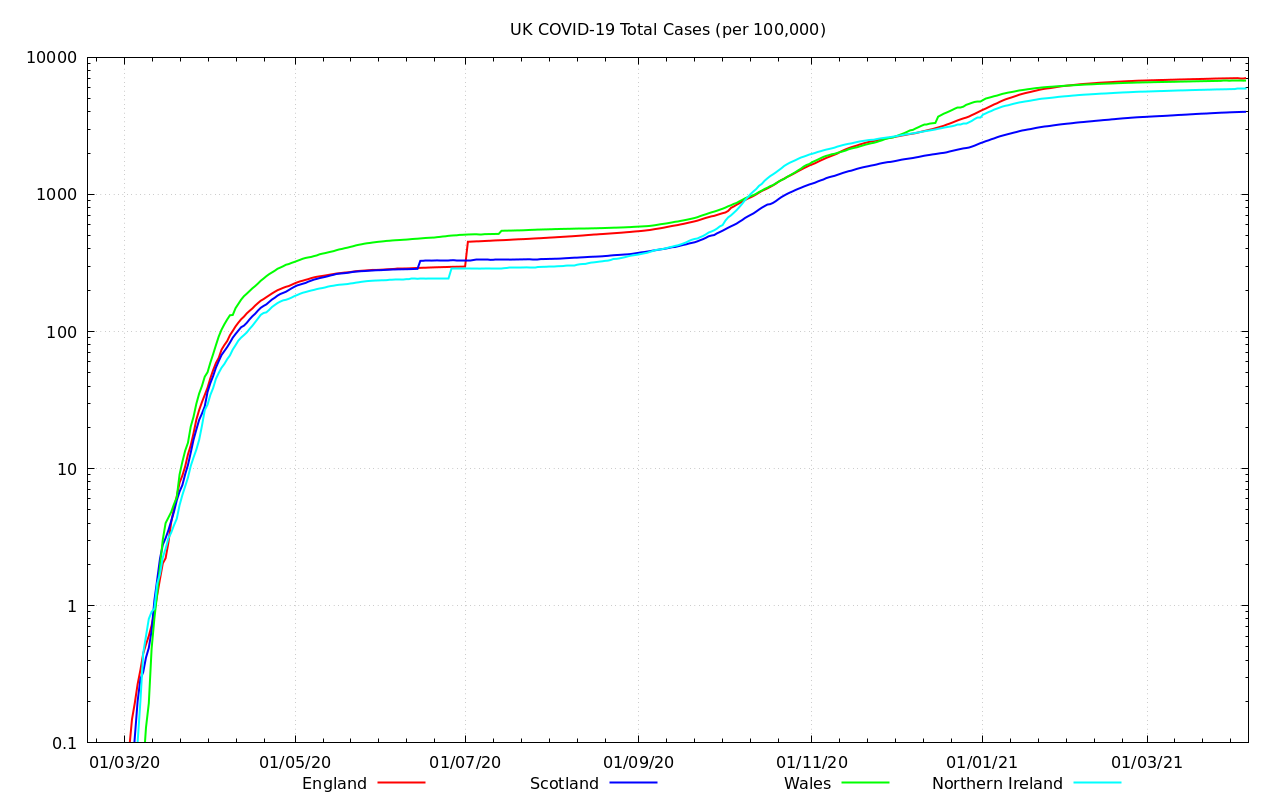 UK COVID-19 Total Cases (per 100,000)
10000
1000
100
10
1
0.1
01/03/20 01/05/20 01/07/20 01/09/20 01/11/20 01/01/21 01/03/21
England Scotland Wales Northern Ireland